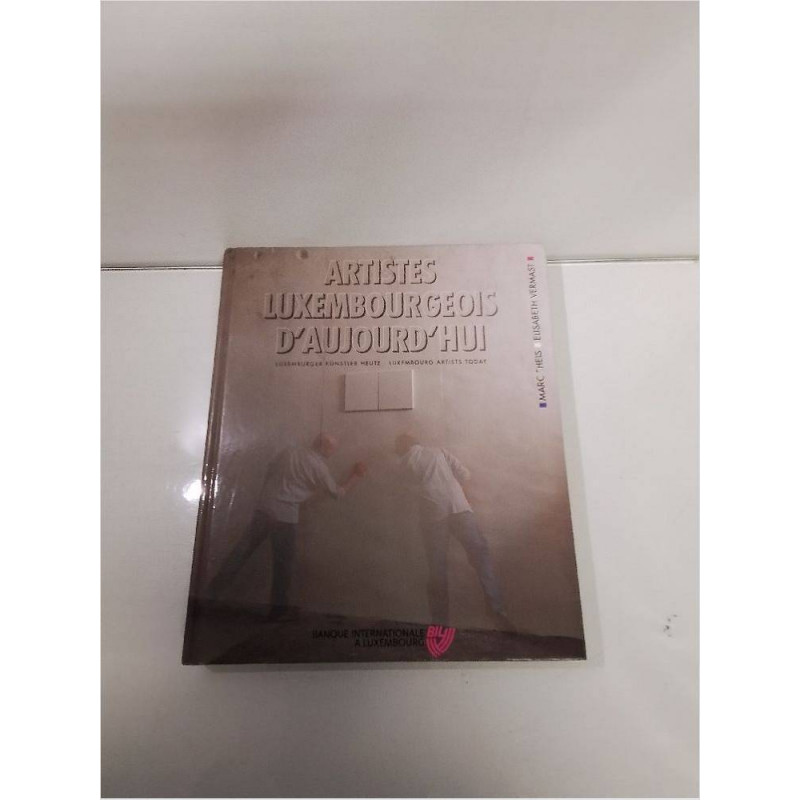 ARTISTES
LUXEMBOURGEOIS
D'AUJOURD'HUI
LUXEMBURGER KÜNSTLER HEUTE LUXEMBOURG ARTISTS TODAY
MARC THEIS ELISABETH VERMAST
BANQUE INTERNATIONALE
A LUXEMBOURG
BIL